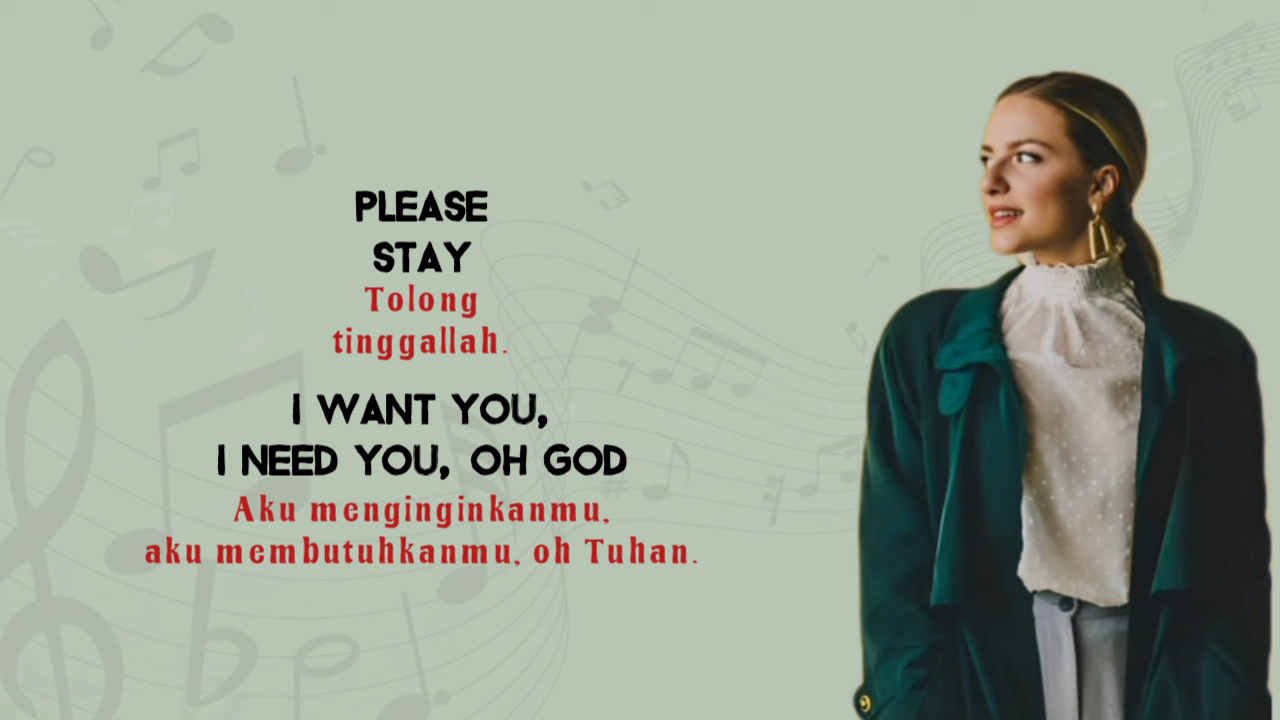 PLEASE
STAY
Tolong
tinggallah.
I WANT YOU,
I NEED YOU, OH GOD
Aku menginginkanmu,
aku membutuhkanmu, oh Tuhan.